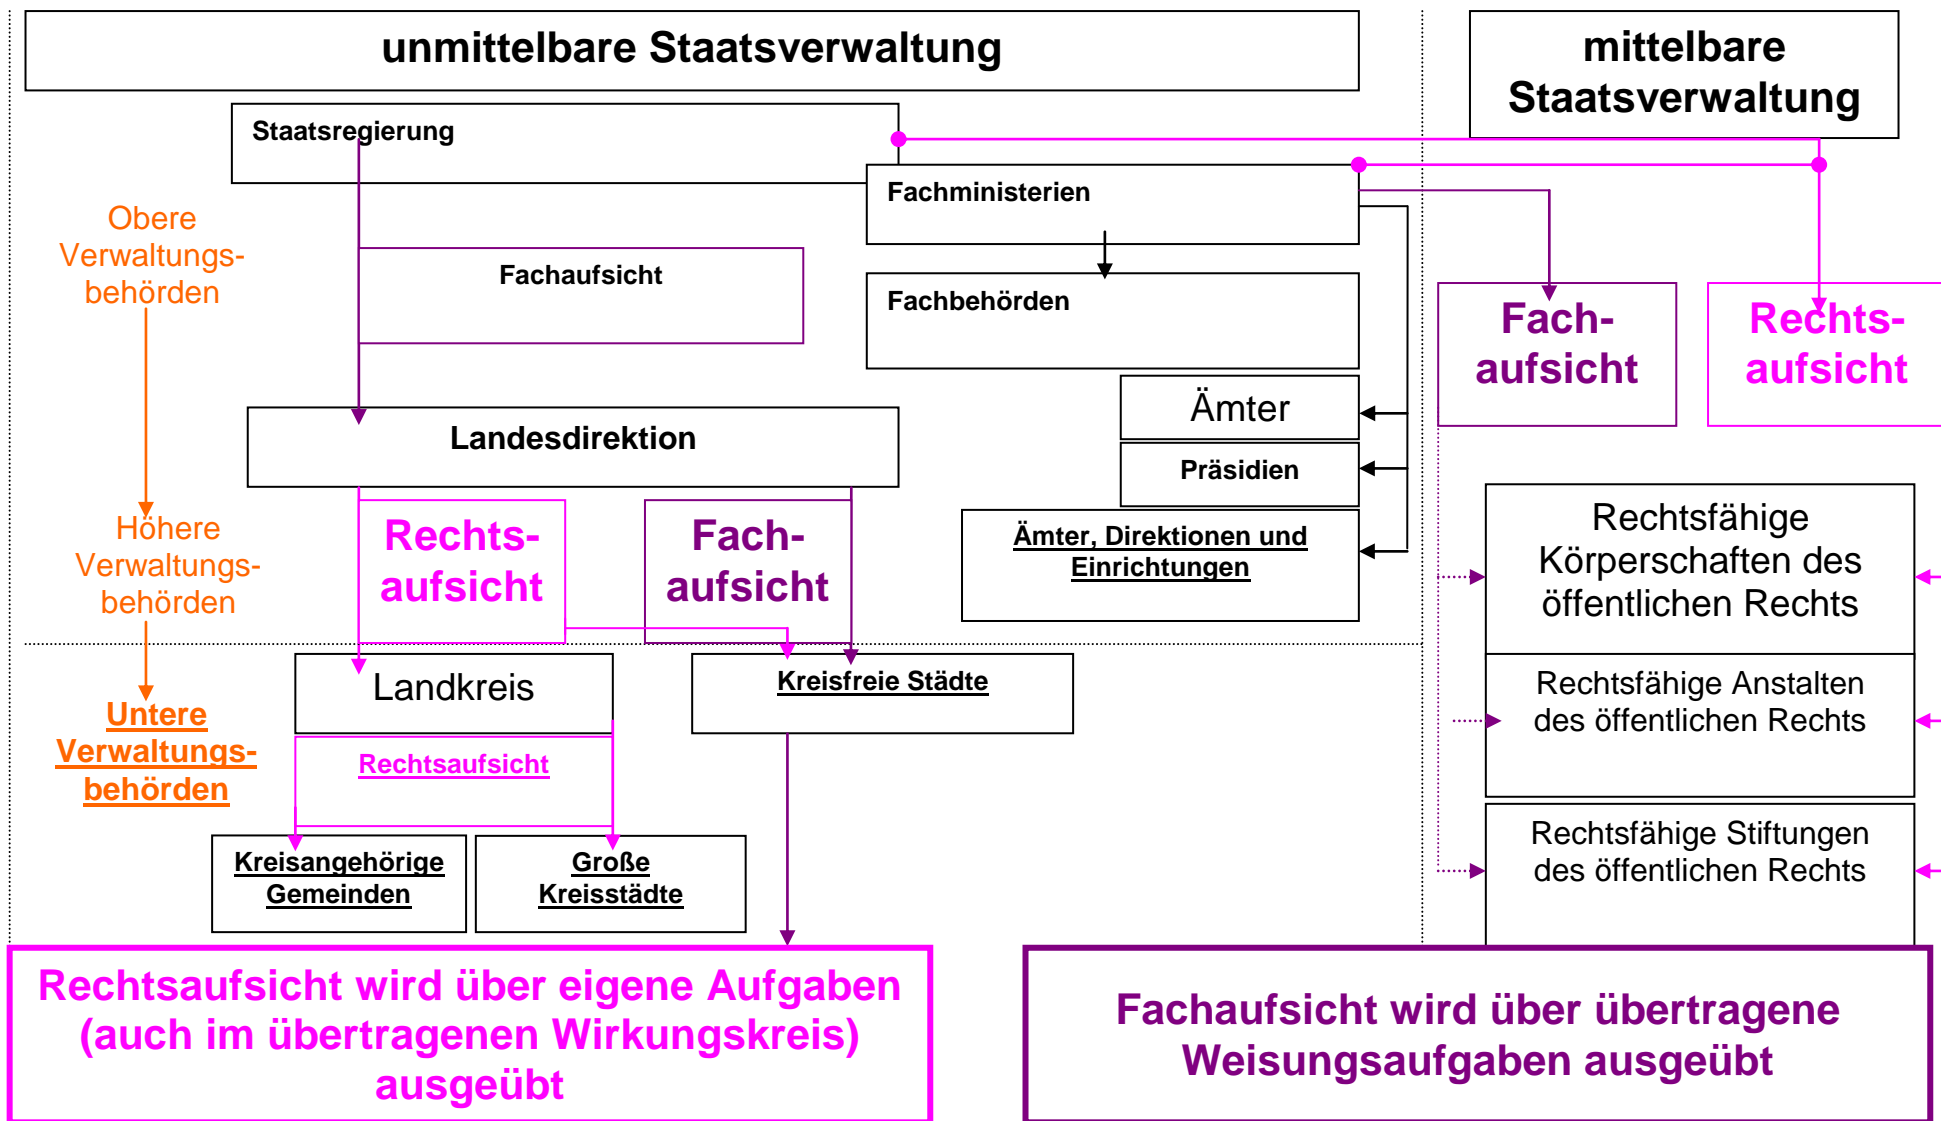 unmittelbare Staatsverwaltung
mittelbare
Staatsverwaltung
Staatsregierung
Fachministerien
Obere
Verwaltungs-
behörden
Fachaufsicht
Fachbehörden
Fach-
aufsicht
Rechts-
aufsicht
Ämter
Landesdirektion
Präsidien
Höhere
Verwaltungs-
behörden
Rechts-
aufsicht
Fach-
aufsicht
Ämter, Direktionen und
Einrichtungen
Rechtsfähige
Körperschaften des
öffentlichen Rechts
Landkreis
Kreisfreie Städte
Rechtsfähige Anstalten
des öffentlichen Rechts
Untere
Verwaltungs-
behörden
Rechtsaufsicht
Kreisangehörige
Gemeinden
Große
Kreisstädte
Rechtsfähige Stiftungen
des öffentlichen Rechts
Rechtsaufsicht wird über eigene Aufgaben
(auch im übertragenen Wirkungskreis)
ausgeübt
Fachaufsicht wird über übertragene
Weisungsaufgaben ausgeübt